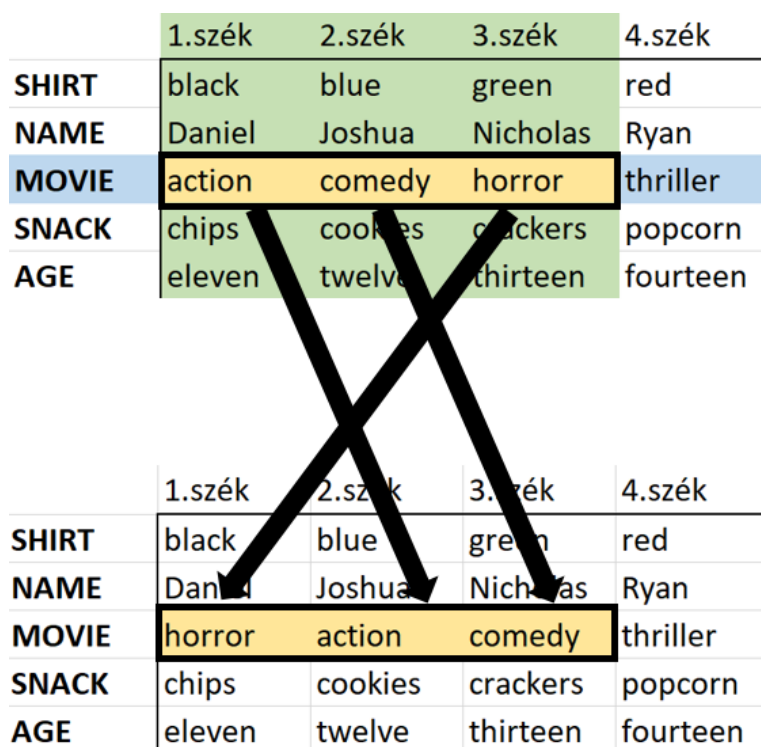 1.szék 2.szék 3.szék 4.szék
SHIRT black blue green red
NAME Daniel Joshua Nicholas Ryan
MOVIE action comedy horror thriller
SNACK chips cookies crackers popcorn
AGE eleven twelve thirteen fourteen
1.szék 2.szék 3.szék 4.szék
SHIRT black blue green red
NAME Daniel Joshua Nicholas Ryan
MOVIE horror action comedy thriller
SNACK chips cookies crackers popcorn
AGE eleven twelve thirteen fourteen